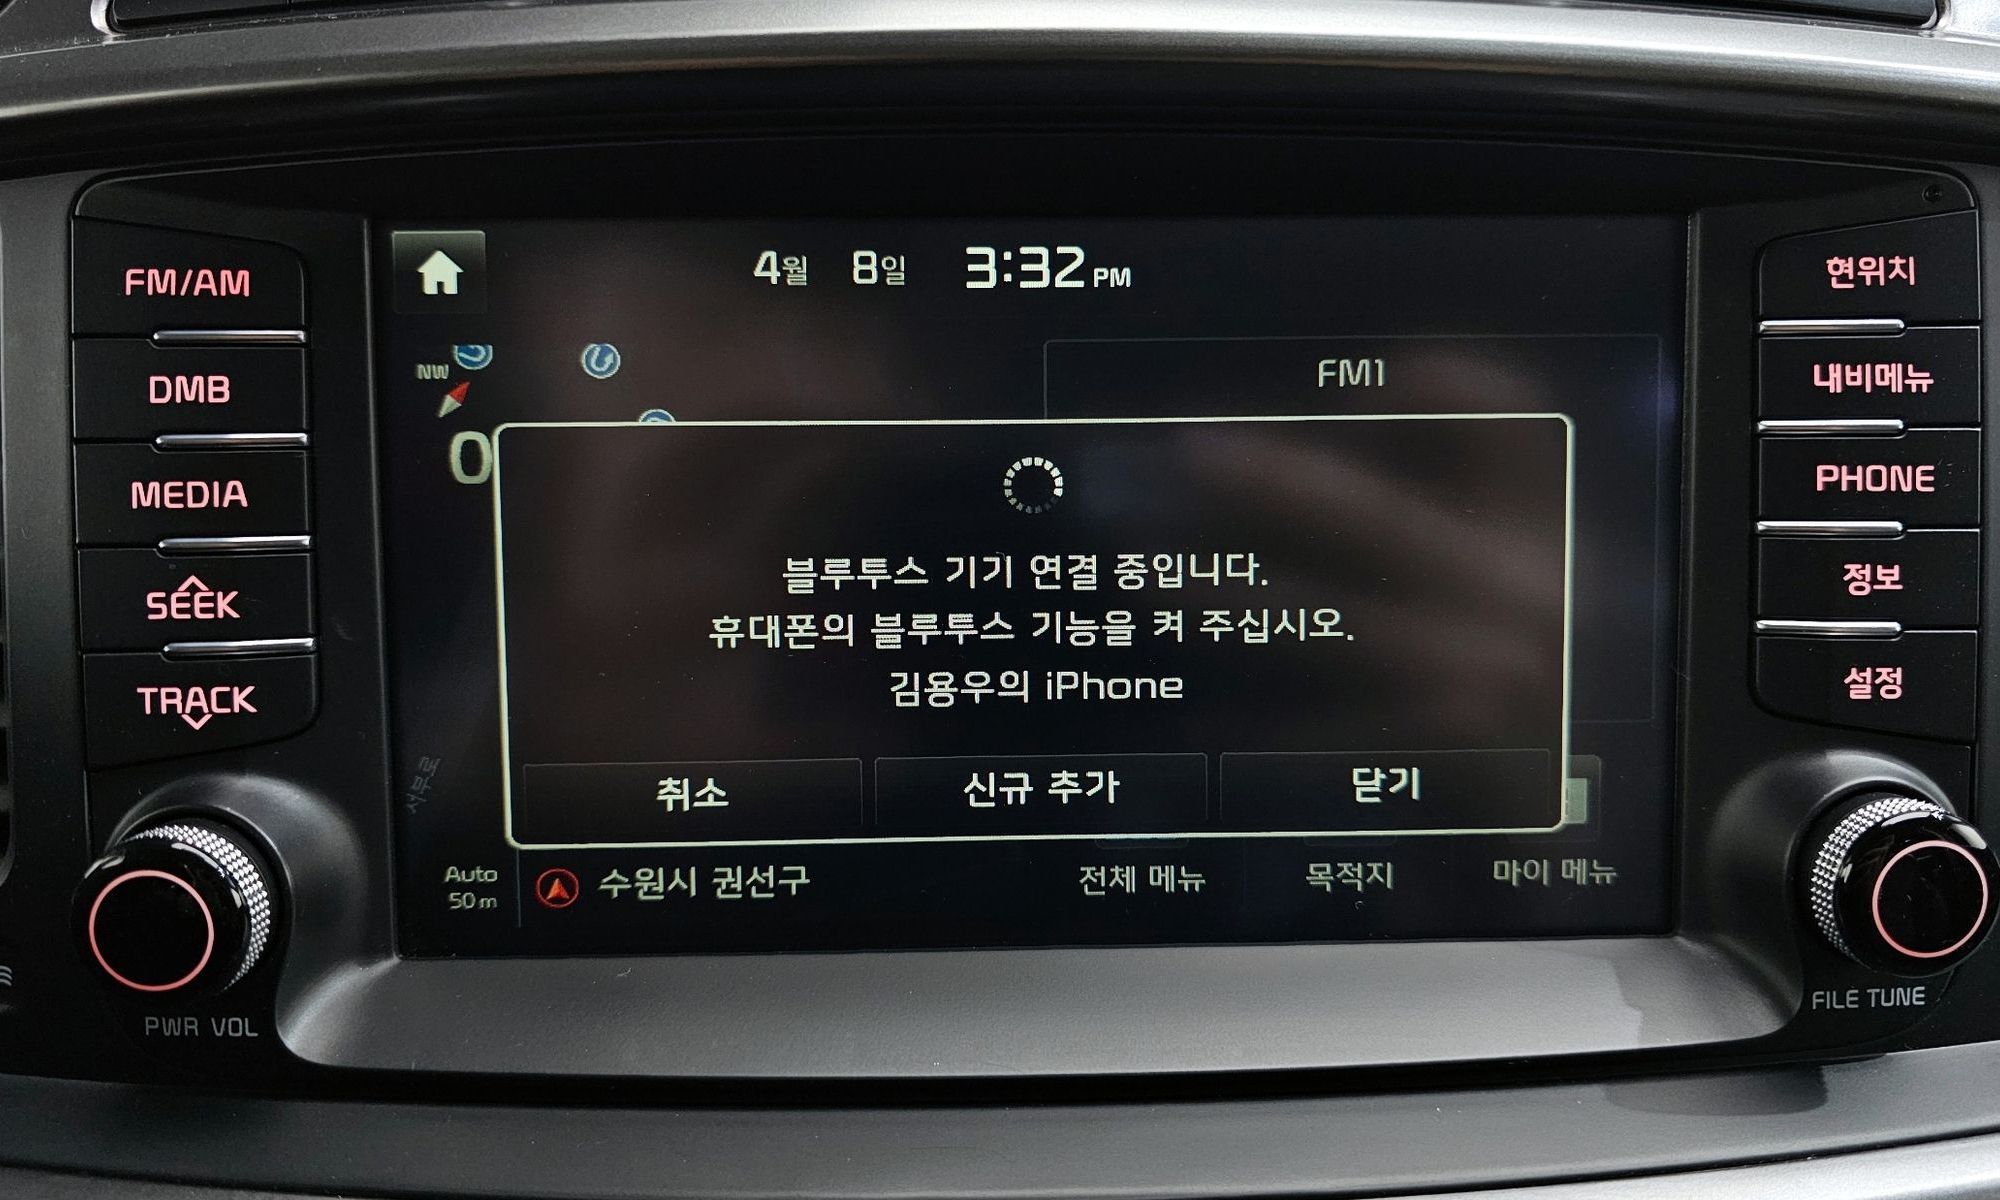 4월 8일 3:32 PM
FM/AM
DMB
MEDIA
SEEK
TRACK
PWR VOL
NW
FM1
0
블루투스 기기 연결 중입니다.
휴대폰의 블루투스 기능을 켜 주십시오.
김용우의 iPhone
취소 신규 추가 닫기
서부로
Auto
50m
수원시 권선구 전체 메뉴 목적지 마이 메뉴
현위치
내비메뉴
PHONE
정보
설정
FILE TUNE